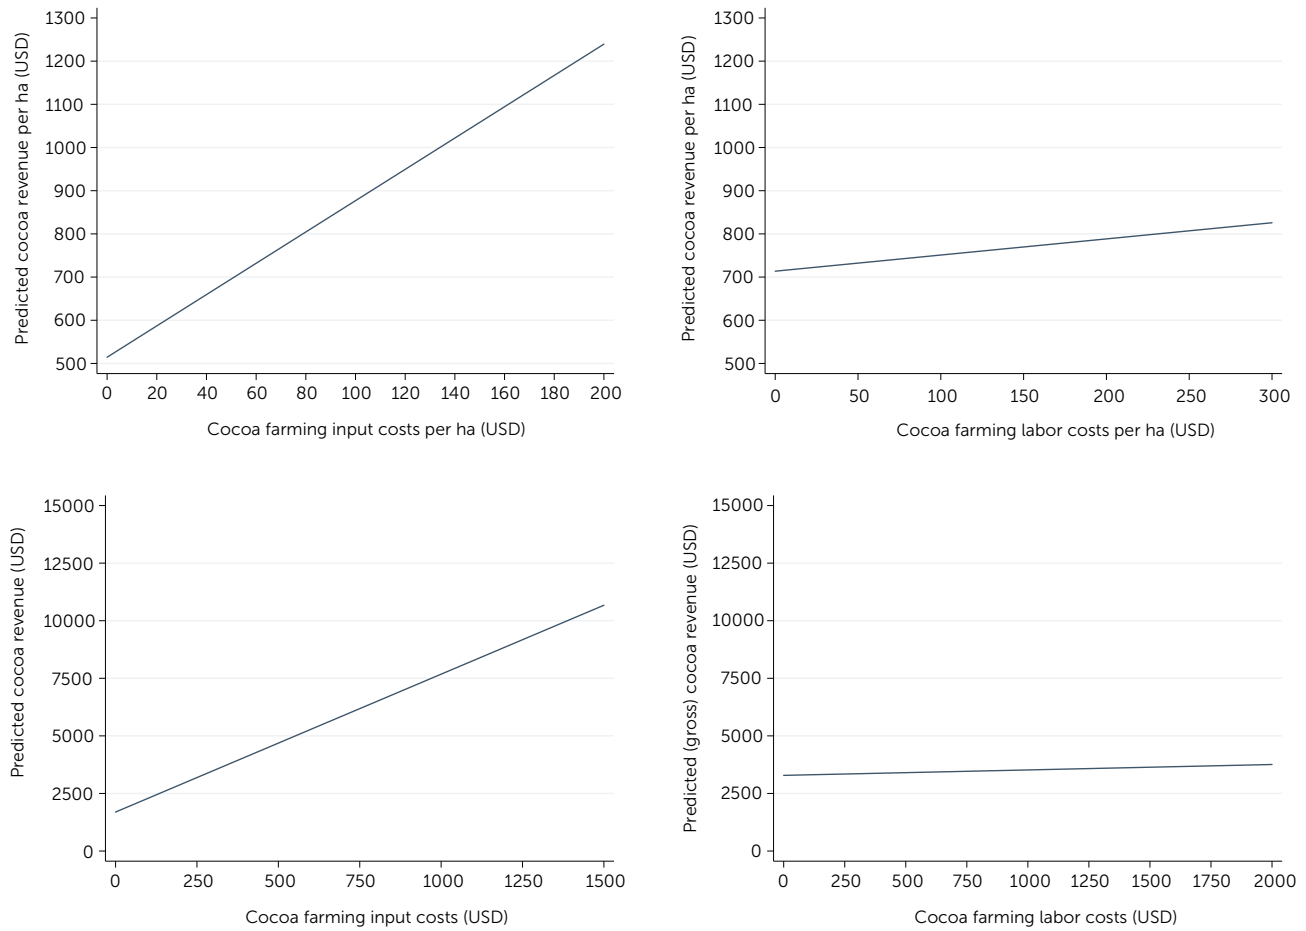 Predicted cocoa revenue per ha (USD)
1300
1200
1100
1000
900
800
700
600
500
0 20 40 60 80 100 120 140 160 180 200
Cocoa farming input costs per ha (USD)
Predicted cocoa revenue per ha (USD)
1300
1200
1100
1000
900
800
700
600
500
0 50 100 150 200 250 300
Cocoa farming labor costs per ha (USD)
Predicted cocoa revenue (USD)
15000
12500
10000
7500
5000
2500
0
0 250 500 750 1000 1250 1500
Cocoa farming input costs (USD)
Predicted (gross) cocoa revenue (USD)
15000
12500
10000
7500
5000
2500
0
0 250 500 750 1000 1250 1500 1750 2000
Cocoa farming labor costs (USD)